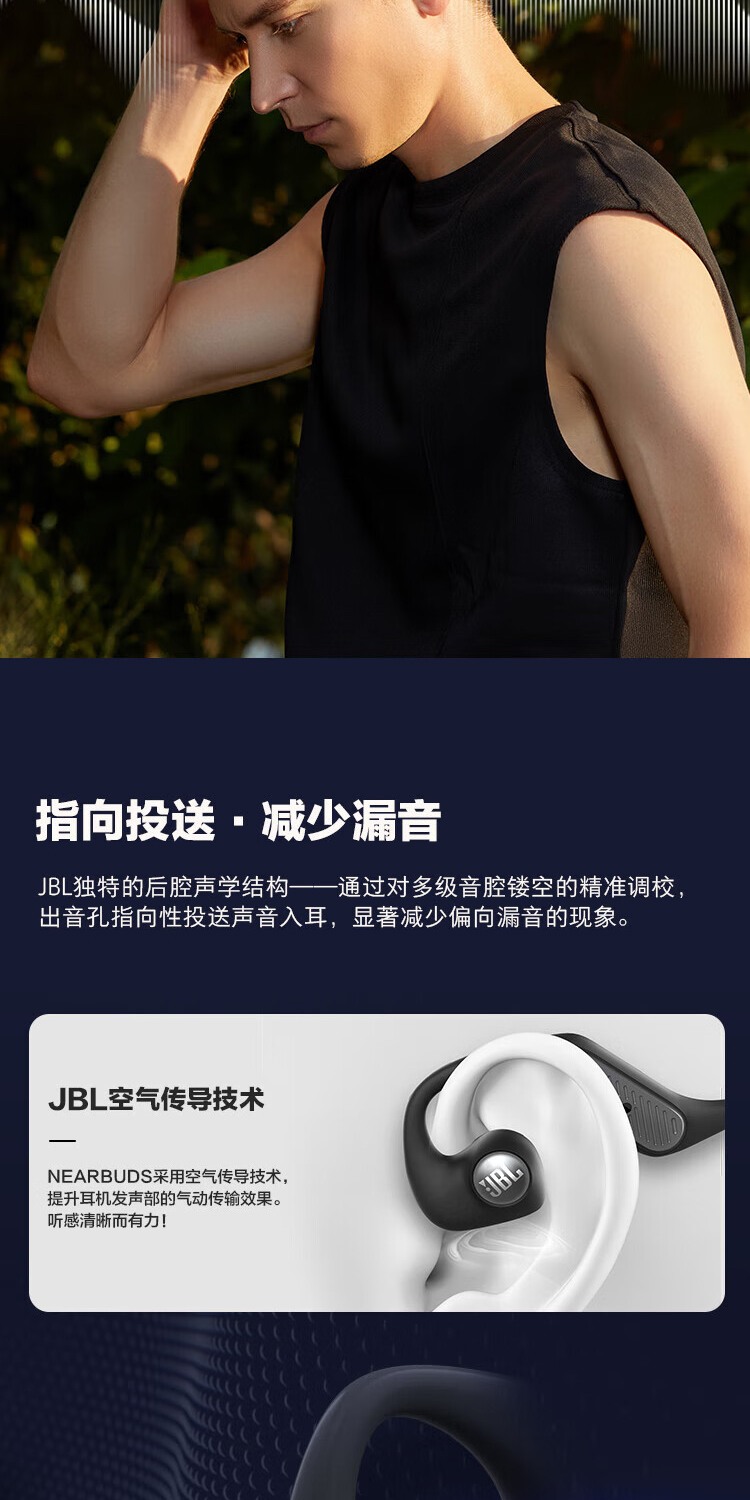 指向投送·减少漏音
JBL独特的后腔声学结构——通过对多级音腔镂空的精准调校，
出音孔指向性投送声音入耳，显著减少偏向漏音的现象。
JBL空气传导技术
NEARBUDS采用空气传导技术，
提升耳机发声部的气动传输效果。
听感清晰而有力！
JBL